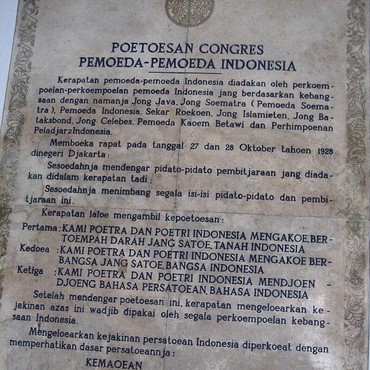 POETOESAN CONGRES
PEMOEDA-PEMOEDA INDONESIA
Kerapatan pemoeda-pemoeda Indonesia diadakan oleh perkoem-
poelan-perkoempoelan pemoeda Indonesia jang berdasarkan kebang-
saan dengan namanja Jong Java, Jong Soematra (Pemoeda Soema-
tra), Pemoeda Indonesia, Sekar Roekoen, Jong Islamieten, Jong Ba-
taksbond, Jong Celebes, Pemoeda Kaoem Betawi dan Perhimpoenan
Peladjar2Indonesia.
Memboeka rapat pada tanggal 27 dan 28 Oktober tahoen 1928
dinegeri Djakarta:
Sesoedahnja mendengar pidato-pidato pembitjaraan jang diada-
kan didalam kerapatan tadi:
Sesoedahnja menimbang segala isi-isi pidato-pidato dan pembi-
tjaraan ini.
Kerapatan laloe mengambil kepoetoesan:
Pertama: KAMI POETRA DAN POETRI INDONESIA MENGAKOE, BER-
TOEMPAH DARAH JANG SATOE, TANAH INDONESIA
Kedoea : KAMI POETRA DAN POETRI INDONESIA MENGAKOE BER-
BANGSA JANG SATOE, BANGSA INDONESIA
Ketiga : KAMI POETRA DAN POETRI INDONESIA MENDJOEN-
DJOENG BAHASA PERSATOEAN, BAHASA INDONESIA
Setelah mendengar poetoesan ini, kerapatan mengeloearkan ke-
jakinan azas ini wadjib dipakai oleh segala perkoempoelan kebang-
saan Indonesia.
Mengeloearkan kejakinan persatoean Indonesia diperkoeat dengan
memperhatikan dasar persatoeannja:
KEMAOEAN